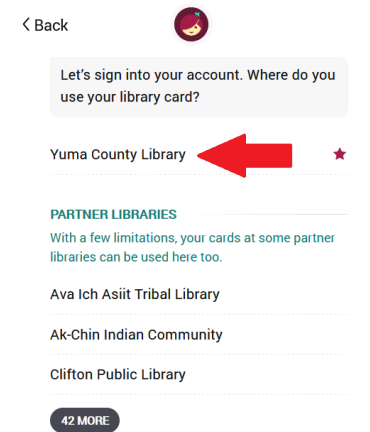 Back
Let's sign into your account. Where do you
use your library card?
Yuma County Library
PARTNER LIBRARIES
With a few limitations, your cards at some partner
libraries can be used here too.
Ava Ich Asiit Tribal Library
Ak-Chin Indian Community
Clifton Public Library
42 MORE